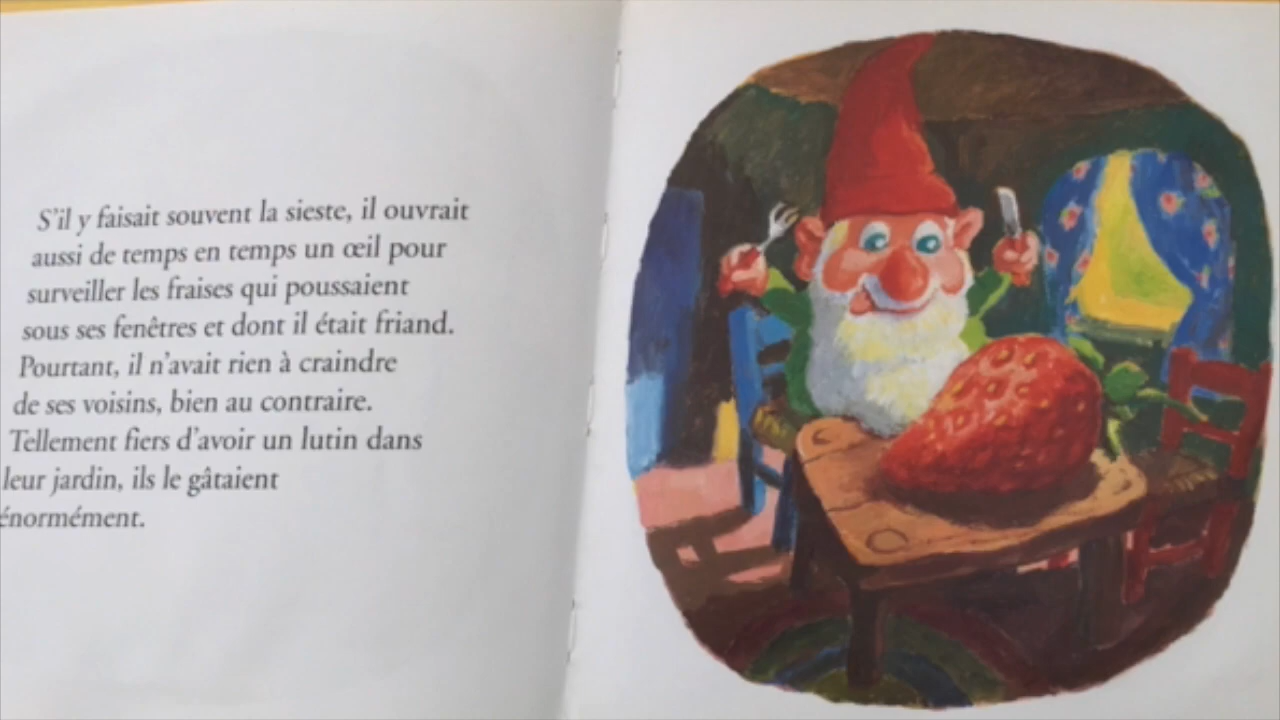 S'il y faisait souvent la sieste, il ouvrait
aussi de temps en temps un œil pour
surveiller les fraises qui poussaient
sous ses fenêtres et dont il était friand.
Pourtant, il n'avait rien à craindre
de ses voisins, bien au contraire.
Tellement fiers d'avoir un lutin dans
leur jardin, ils le gâtaient
énormément.